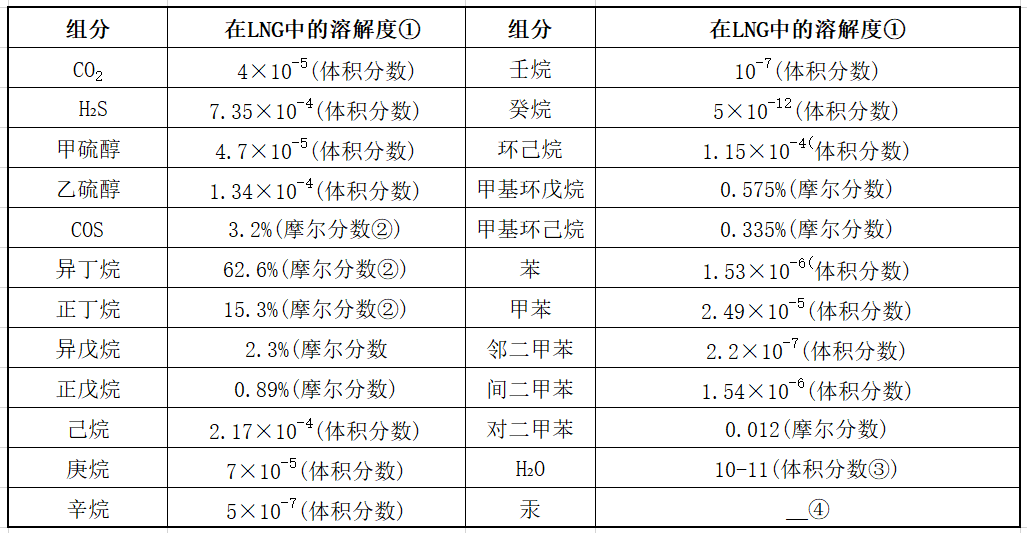 组分 在LNG中的溶解度① 组分 在LNG中的溶解度①
CO₂ 4×10⁻⁵(体积分数) 壬烷 10⁻⁷(体积分数)
H₂S 7.35×10⁻⁴(体积分数) 癸烷 5×10⁻¹²(体积分数)
甲硫醇 4.7×10⁻⁵(体积分数) 环己烷 1.15×10⁻⁴⁽体积分数)
乙硫醇 1.34×10⁻⁴(体积分数) 甲基环戊烷 0.575%(摩尔分数)
COS 3.2%(摩尔分数②) 甲基环己烷 0.335%(摩尔分数)
异丁烷 62.6%(摩尔分数②) 苯 1.53×10⁻⁶⁽体积分数)
正丁烷 15.3%(摩尔分数②) 甲苯 2.49×10⁻⁵(体积分数)
异戊烷 2.3%(摩尔分数 邻二甲苯 2.2×10⁻⁷(体积分数)
正戊烷 0.89%(摩尔分数) 间二甲苯 1.54×10⁻⁶(体积分数)
己烷 2.17×10⁻⁴(体积分数) 对二甲苯 0.012(摩尔分数)
庚烷 7×10⁻⁵(体积分数) H₂O 10-11(体积分数③)
辛烷 5×10⁻⁷(体积分数) 汞 __④